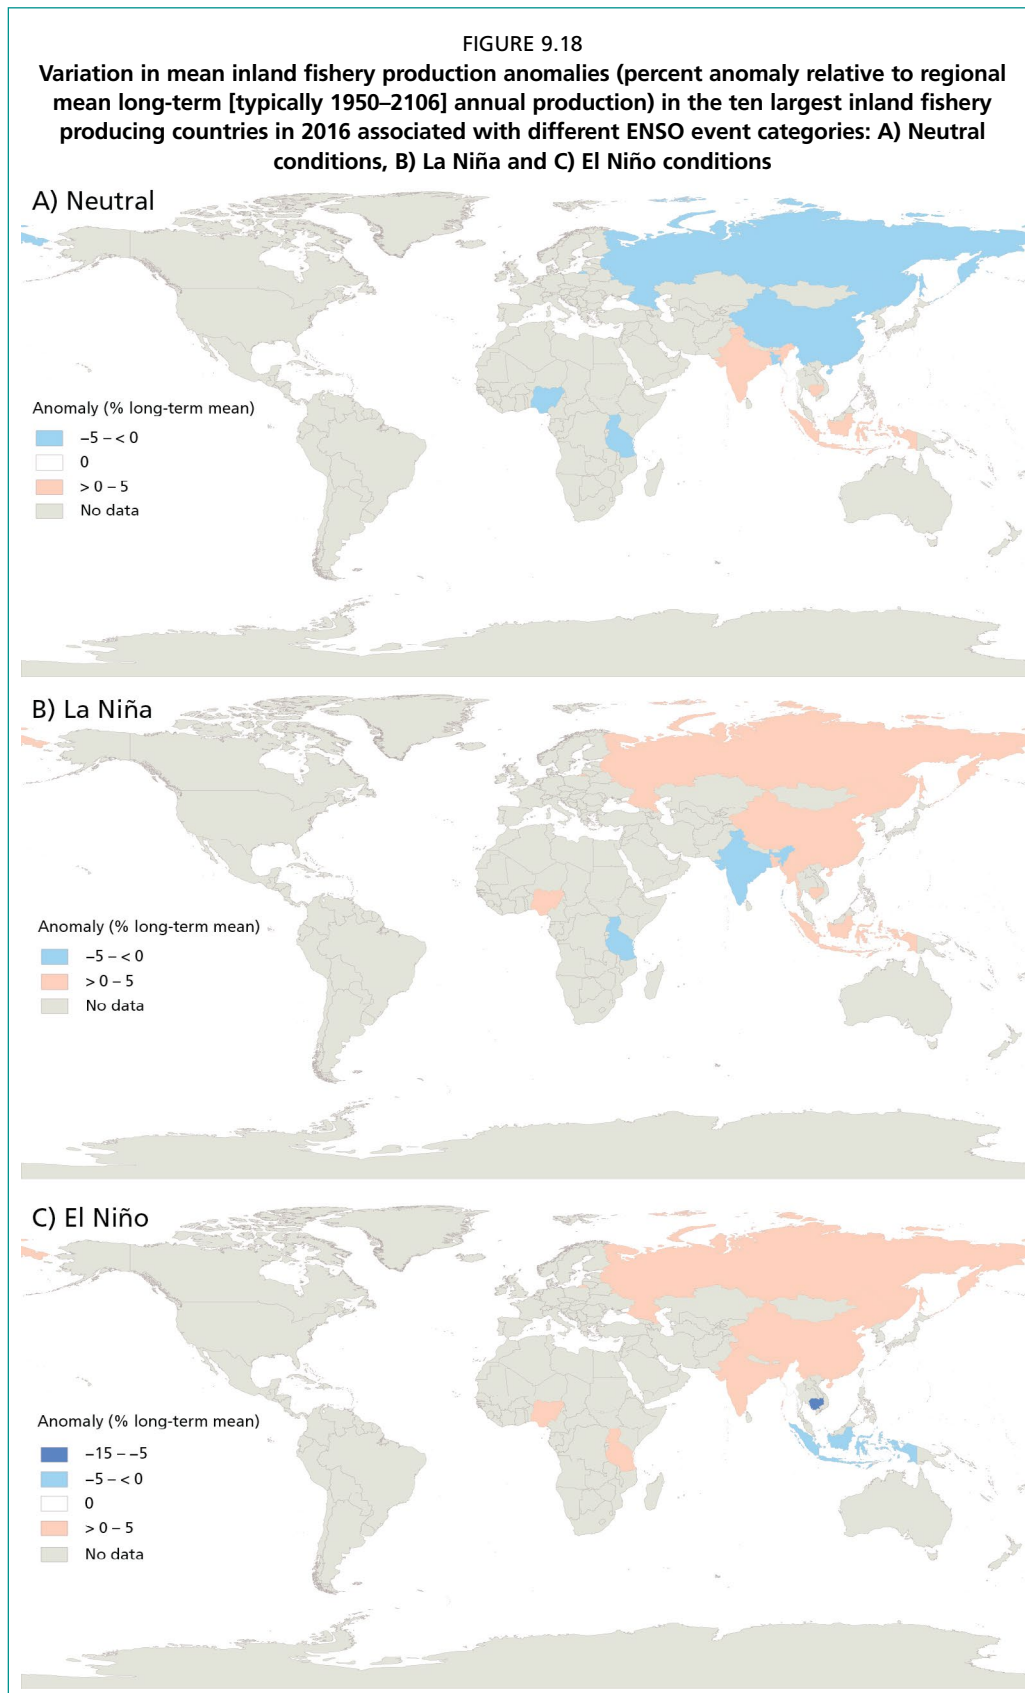 FIGURE 9.18
Variation in mean inland fishery production anomalies (percent anomaly relative to regional
mean long-term [typically 1950–2106] annual production) in the ten largest inland fishery
producing countries in 2016 associated with different ENSO event categories: A) Neutral
conditions, B) La Niña and C) El Niño conditions
A) Neutral
Anomaly (% long-term mean)
−5 – < 0
0
> 0 – 5
No data
B) La Niña
Anomaly (% long-term mean)
−5 – < 0
> 0 – 5
No data
C) El Niño
Anomaly (% long-term mean)
−15 – −5
−5 – < 0
0
> 0 – 5
No data